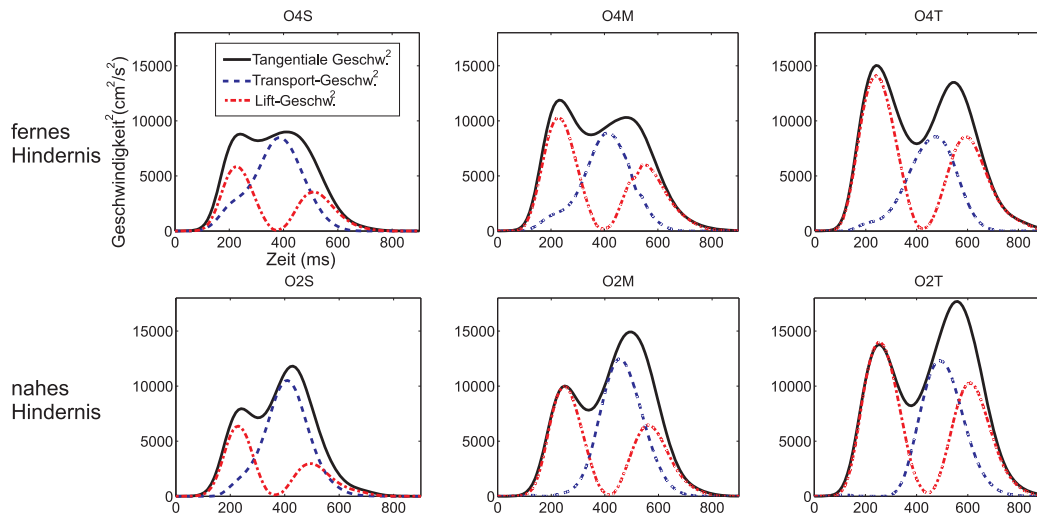 O4S
O4M
O4T
fernes
Hindernis
Geschwindigkeit² (cm²/s²)
15000
10000
5000
0
Tangentiale Geschw.²
Transport-Geschw.²
Lift-Geschw.²
0 200 400 600 800
Zeit (ms)
15000
10000
5000
0
0 200 400 600 800
15000
10000
5000
0
0 200 400 600 800
O2S
O2M
O2T
nahes
Hindernis
15000
10000
5000
0
0 200 400 600 800
15000
10000
5000
0
0 200 400 600 800
15000
10000
5000
0
0 200 400 600 800